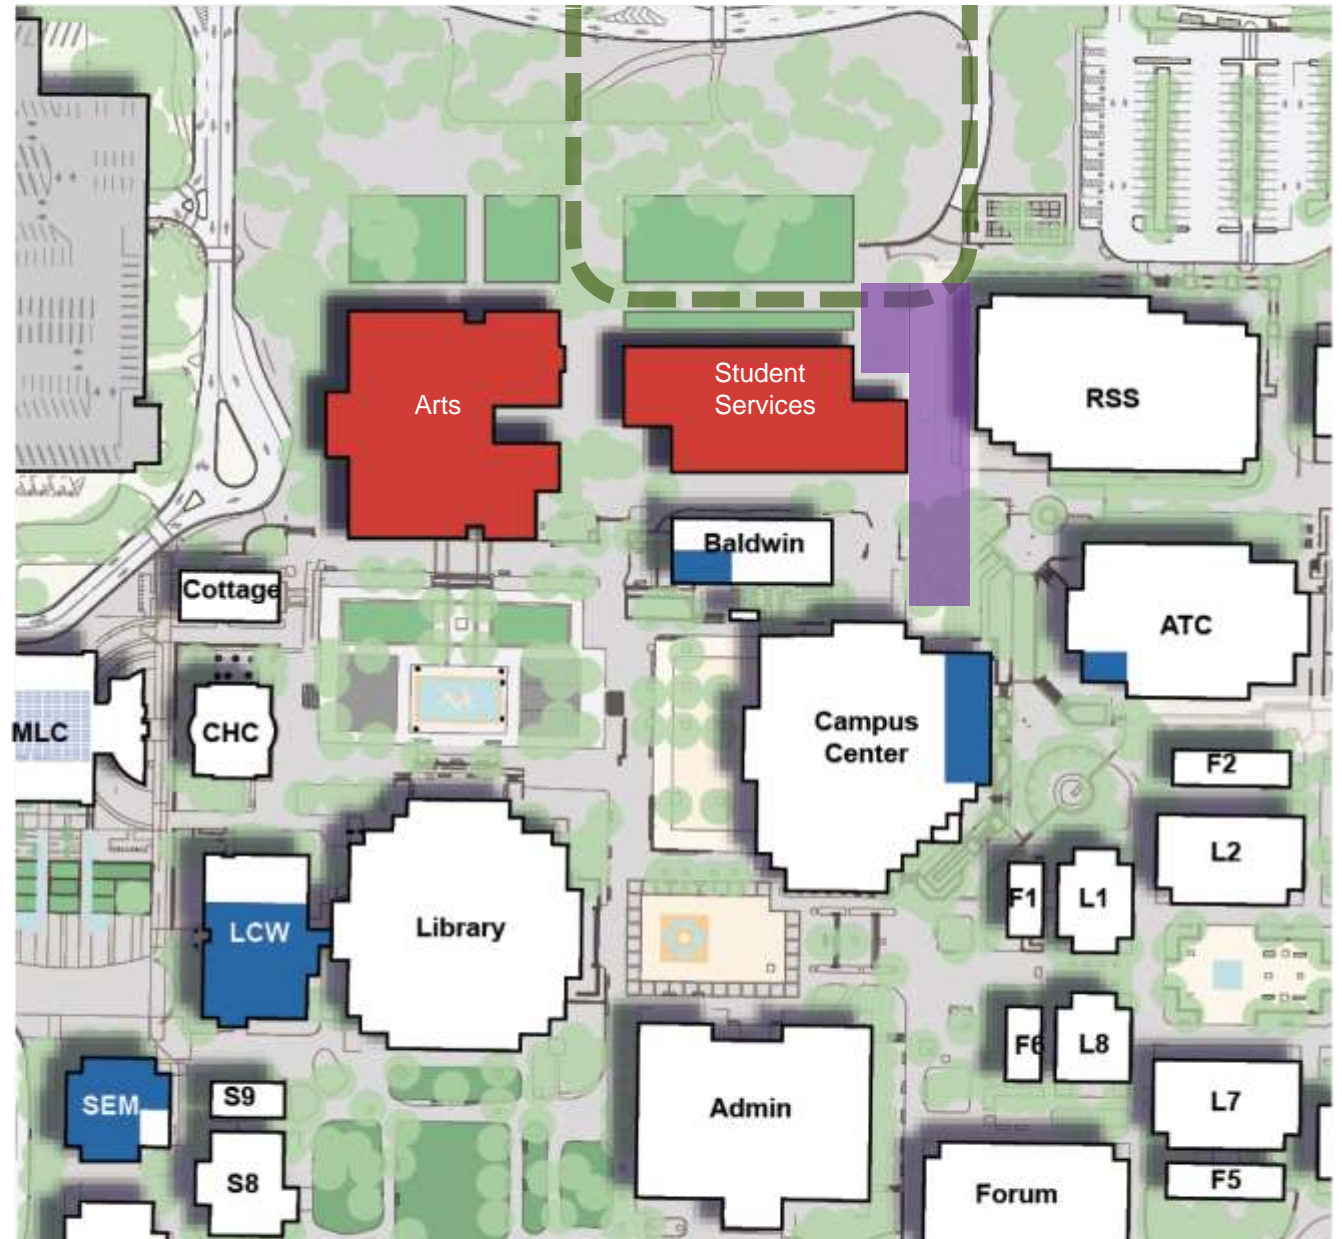 Student
Services
Arts
RSS
Baldwin
Cottage
ATC
Campus
Center
MLC
CHC
F2
L2
F1
L1
LCW
Library
F6
L8
SEM
S9
Admin
L7
S8
Forum
F5